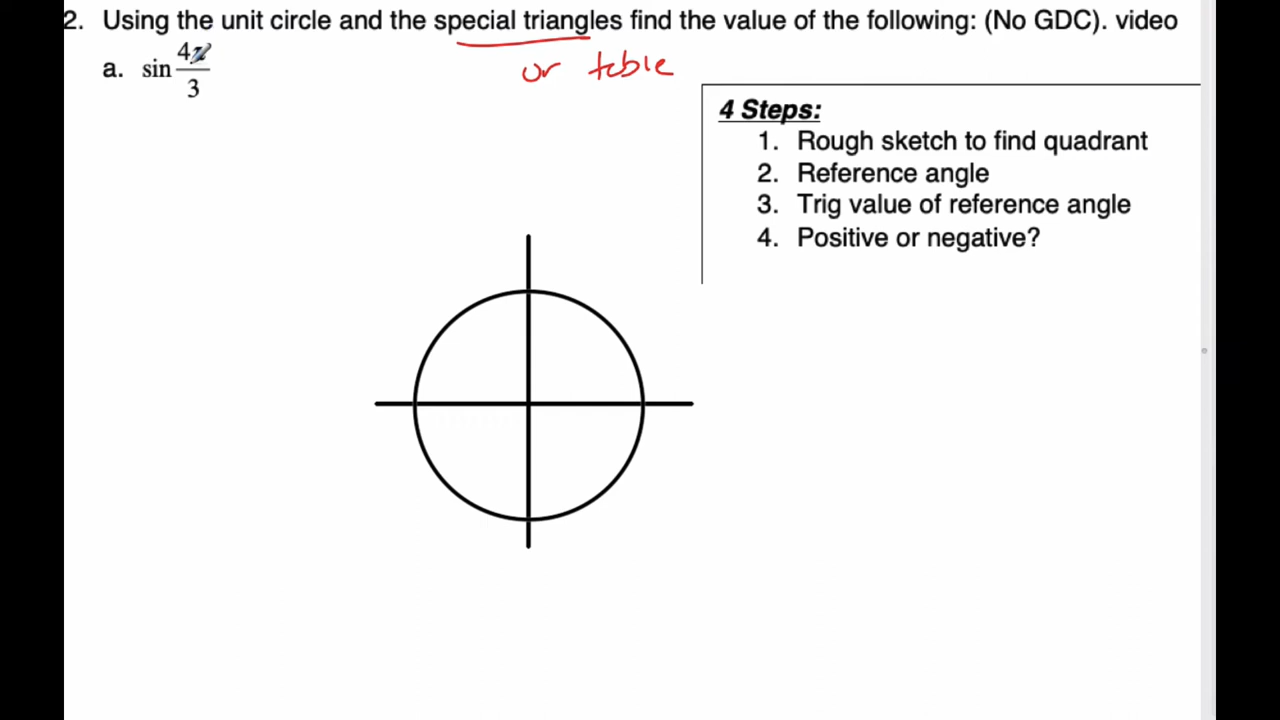 2. Using the unit circle and the special triangles find the value of the following: (No GDC). video
or table
a. sin 4π/3
4 Steps:
1. Rough sketch to find quadrant
2. Reference angle
3. Trig value of reference angle
4. Positive or negative?